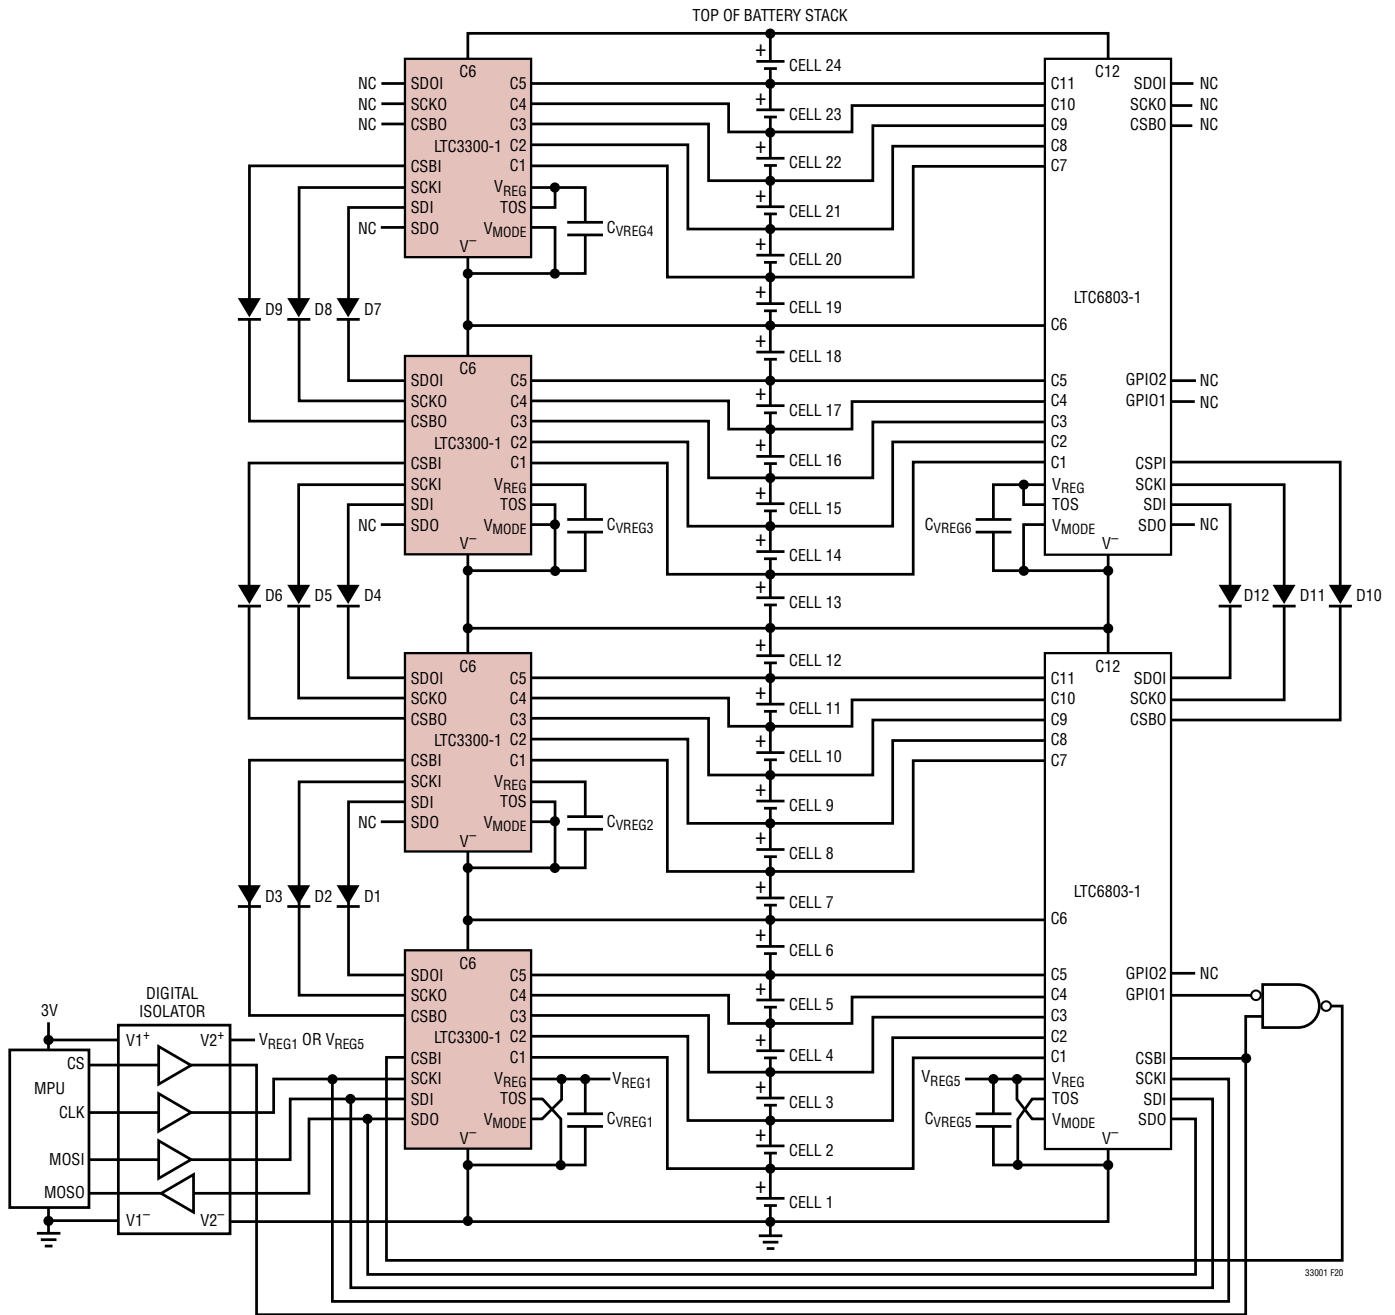 TOP OF BATTERY STACK
C6
NC
SDOI
NC
SCKO
NC
CSBO
LTC3300-1
CSBI
SCKI
SDI
NC
SDO
C5
C4
C3
C2
C1
VREG
TOS
VMODE
V−
CVREG4
D9
D8
D7
+ CELL 24
+ CELL 23
+ CELL 22
+ CELL 21
+ CELL 20
+ CELL 19
C12
C11
C10
C9
C8
C7
SDOI
NC
SCKO
NC
CSBO
NC
LTC6803-1
C6
C5
C4
C3
C2
C1
VREG
TOS
VMODE
V−
CVREG6
GPIO2
NC
GPIO1
NC
CSPI
SCKI
SDI
SDO
NC
D12
D11
D10
C6
SDOI
SCKO
CSBO
LTC3300-1
CSBI
SCKI
SDI
NC
SDO
C5
C4
C3
C2
C1
VREG
TOS
VMODE
V−
CVREG3
D6
D5
D4
+ CELL 18
+ CELL 17
+ CELL 16
+ CELL 15
+ CELL 14
+ CELL 13
C6
SDOI
SCKO
CSBO
LTC3300-1
CSBI
SCKI
SDI
NC
SDO
C5
C4
C3
C2
C1
VREG
TOS
VMODE
V−
CVREG2
D3
D2
D1
+ CELL 12
+ CELL 11
+ CELL 10
+ CELL 9
+ CELL 8
+ CELL 7
C12
C11
C10
C9
C8
C7
SDOI
SCKO
CSBO
LTC6803-1
C6
C5
C4
C3
C2
C1
VREG5
VREG
TOS
VMODE
V−
CVREG5
GPIO2
NC
GPIO1
CSBI
SCKI
SDI
SDO
C6
SDOI
SCKO
CSBO
LTC3300-1
CSBI
SCKI
SDI
SDO
C5
C4
C3
C2
C1
VREG
TOS
VMODE
V−
VREG1
CVREG1
+ CELL 6
+ CELL 5
+ CELL 4
+ CELL 3
+ CELL 2
+ CELL 1
3V
DIGITAL
ISOLATOR
V1+
V2+
VREG1 OR VREG5
CS
MPU
CLK
MOSI
MOSO
V1−
V2−
33001 F20